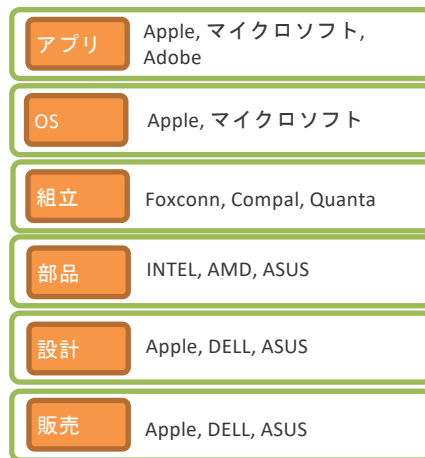 アプリ
Apple, マイクロソフト,
Adobe
OS
Apple, マイクロソフト
組立
Foxconn, Compal, Quanta
部品
INTEL, AMD, ASUS
設計
Apple, DELL, ASUS
販売
Apple, DELL, ASUS